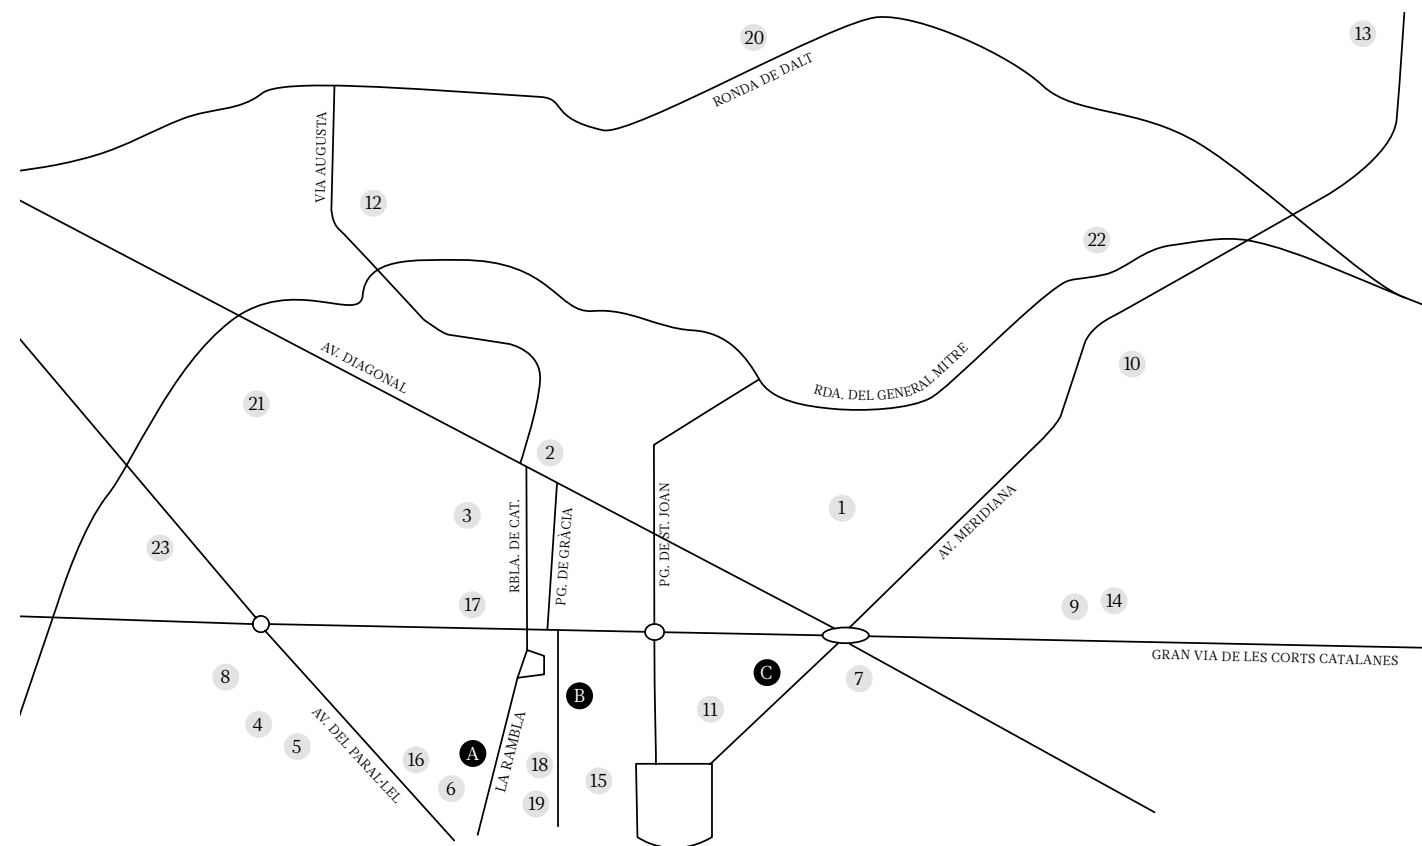 20
13
RONDA DE DALT
VIA AUGUSTA
12
22
AV. DIAGONAL
RDA. DEL GENERAL MITRE
10
21
2
3
RBLA. DE CAT.
PG. DE GRÀCIA
PG. DE ST. JOAN
1
AV. MERIDIANA
23
17
9
14
GRAN VIA DE LES CORTS CATALANES
8
B
C
7
11
4
5
AV. DEL PARAL·LEL
16
A
LA RAMBLA
18
15
6
19